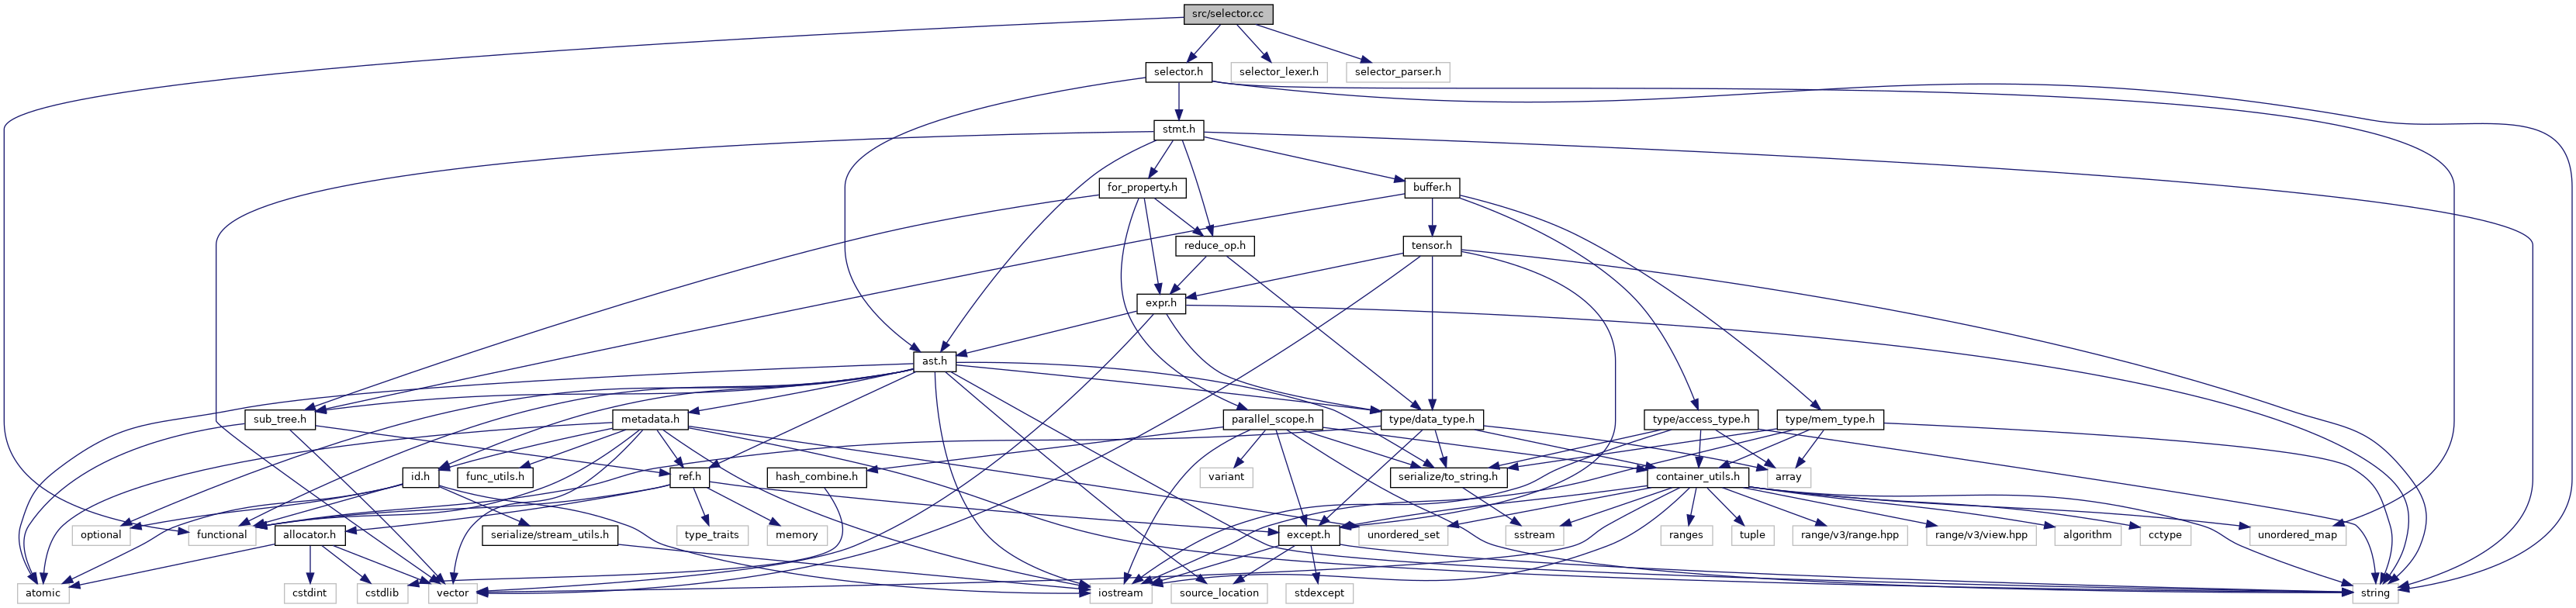 src/selector.cc
selector.h
selector_lexer.h
selector_parser.h
stmt.h
for_property.h
buffer.h
reduce_op.h
tensor.h
expr.h
ast.h
sub_tree.h
metadata.h
parallel_scope.h
type/data_type.h
type/access_type.h
type/mem_type.h
id.h
func_utils.h
ref.h
hash_combine.h
variant
serialize/to_string.h
container_utils.h
array
optional
functional
allocator.h
serialize/stream_utils.h
type_traits
memory
except.h
unordered_set
sstream
ranges
tuple
range/v3/range.hpp
range/v3/view.hpp
algorithm
cctype
unordered_map
atomic
cstdint
cstdlib
vector
iostream
source_location
stdexcept
string